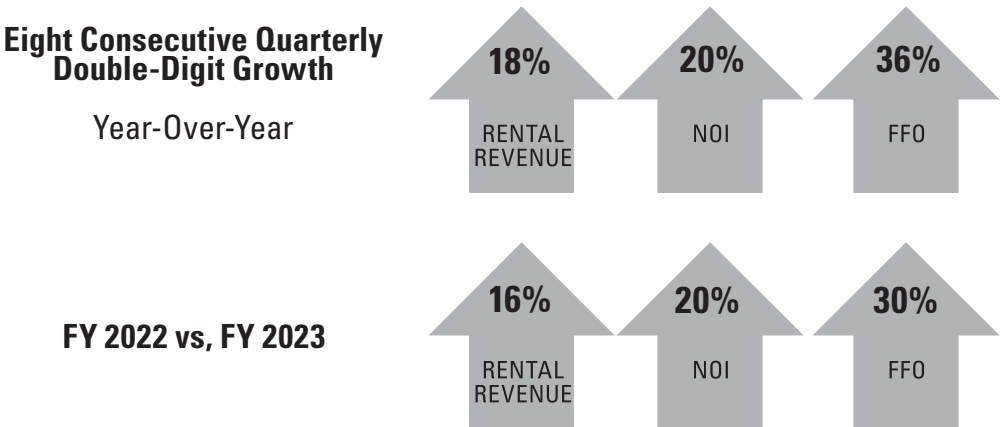 Eight Consecutive Quarterly
Double-Digit Growth
Year-Over-Year
18%
RENTAL
REVENUE
20%
NOI
36%
FFO
FY 2022 vs, FY 2023
16%
RENTAL
REVENUE
20%
NOI
30%
FFO